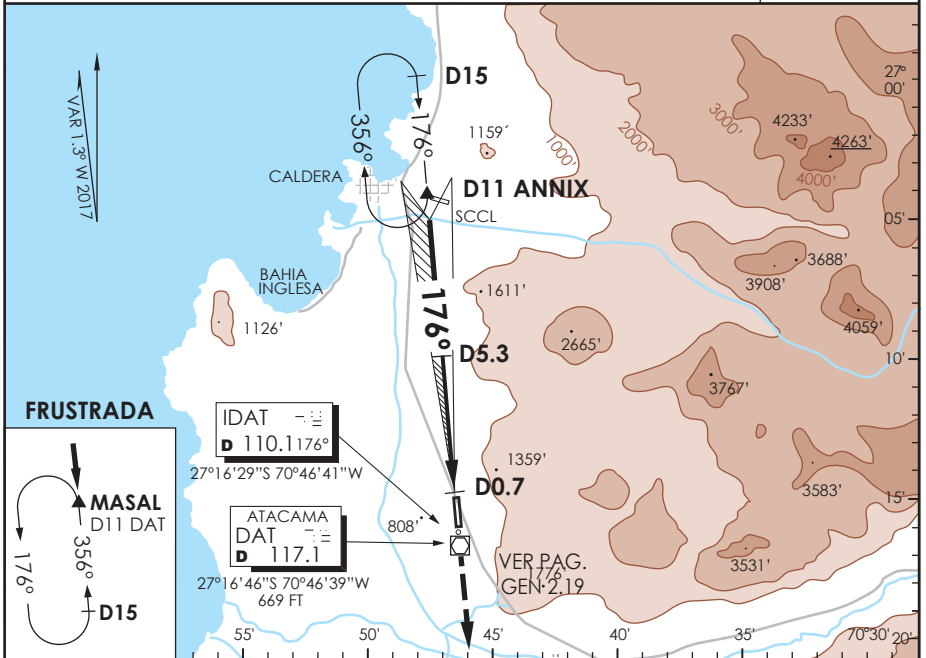 VAR 1.3° W 2017
D15
356°
176°
1159´
CALDERA
D11 ANNIX
SCCL
BAHIA
INGLESA
1126'
176°
1611'
D5.3
2665'
1000'
2000'
3000'
4233'
4263'
4000'
27°
00'
05'
3688'
3908'
4059'
10'
3767'
FRUSTRADA
MASAL
D11 DAT
176°
356°
D15
IDAT
D 110.1 176°
27°16'29"S 70°46'41"W
ATACAMA
DAT
D 117.1
27°16'46"S 70°46'39"W
669 FT
808'
1359'
D0.7
VER PAG.
1776'
GEN 2.19
3583'
3531'
15'
55'
50'
45'
40'
35'
70°30'
20'